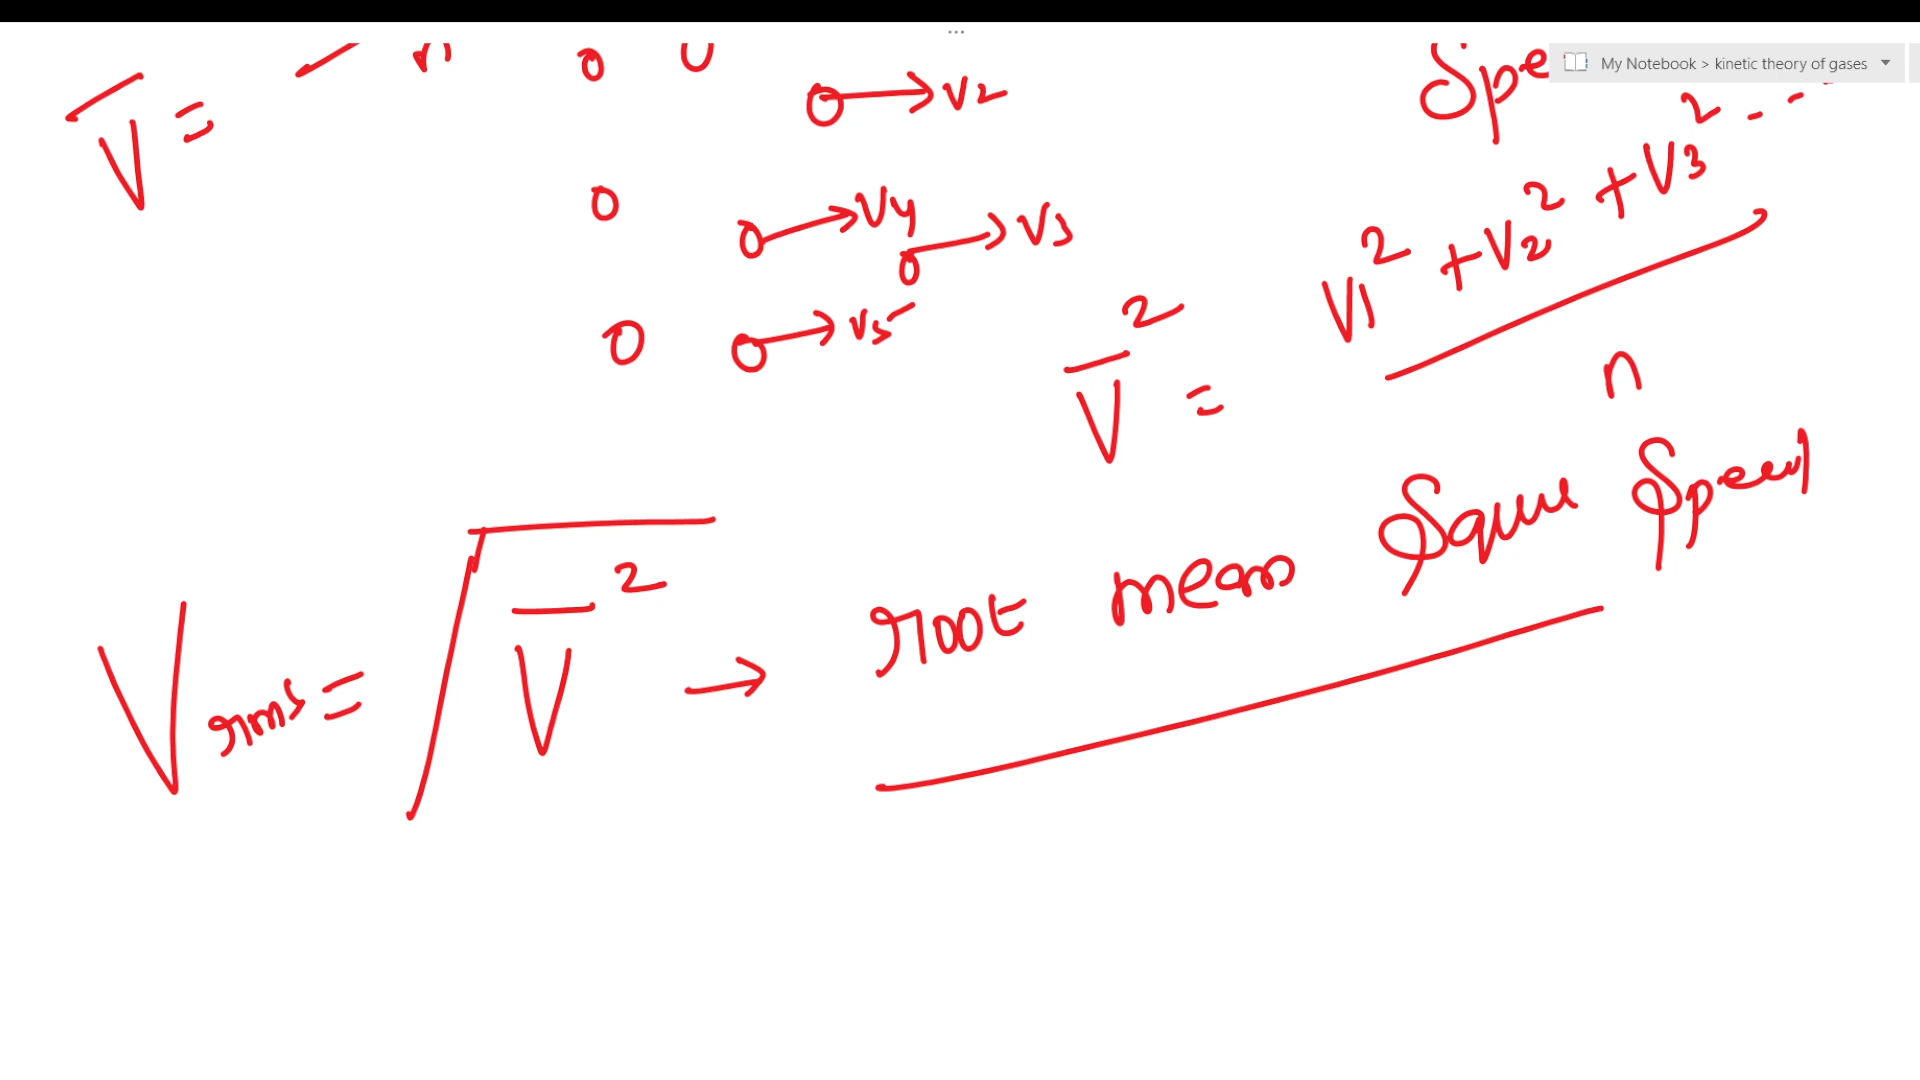 ...
My Notebook > kinetic theory of gases
V̅ =
n
V2
Spe
V4
V3
V5
V̅² = V1² + V2² + V3² ...
n
Vrms = √V̅² → root mean Square Speed